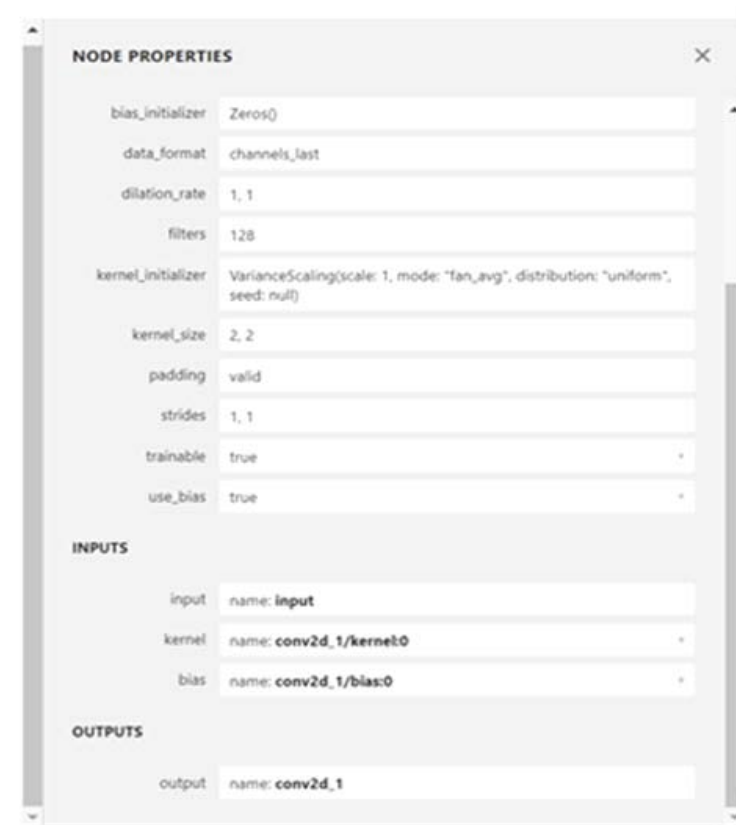 NODE PROPERTIES
bias_initializer Zeros()
data_format channels_last
dilation_rate 1, 1
filters 128
kernel_initializer VarianceScaling(scale: 1, mode: "fan_avg", distribution: "uniform",
seed: null)
kernel_size 2, 2
padding valid
strides 1, 1
trainable true
use_bias true
INPUTS
input name: input
kernel name: conv2d_1/kernel:0
bias name: conv2d_1/bias:0
OUTPUTS
output name: conv2d_1